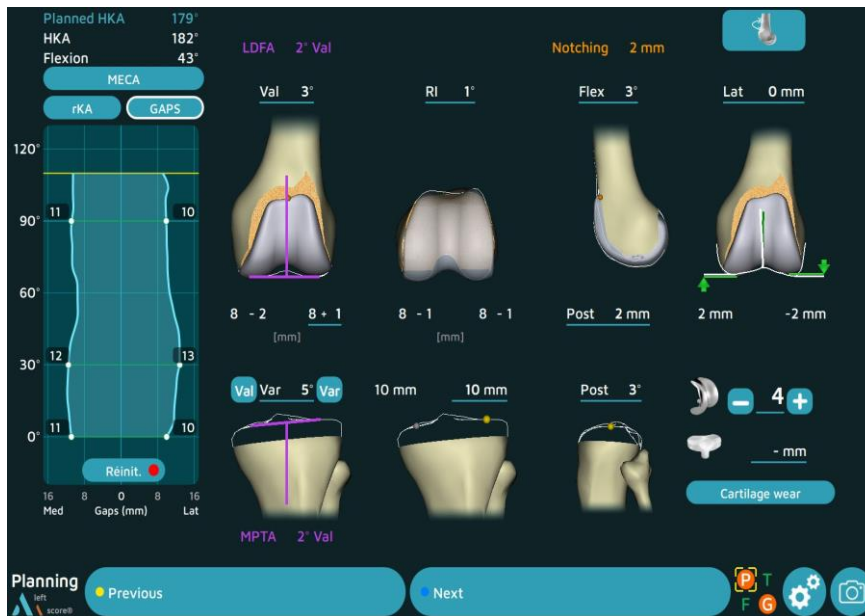 Planned HKA 179°
HKA 182°
Flexion 43°
MECA
rKA GAPS
LDFA 2° Val
Notching 2 mm
Val 3°
RI 1°
Flex 3°
Lat 0 mm
120°
90°
60°
30°
0°
11 10
12 13
11 10
Réinit.
16 8 0 8 16
Med Gaps (mm) Lat
8 - 2 8 + 1
[mm]
8 - 1 8 - 1
[mm]
Post 2 mm
2 mm -2 mm
Val Var 5° Var
10 mm 10 mm
Post 3°
4
- mm
Cartilage wear
MPTA 2° Val
Planning
left
score®
Previous
Next
P T
F G